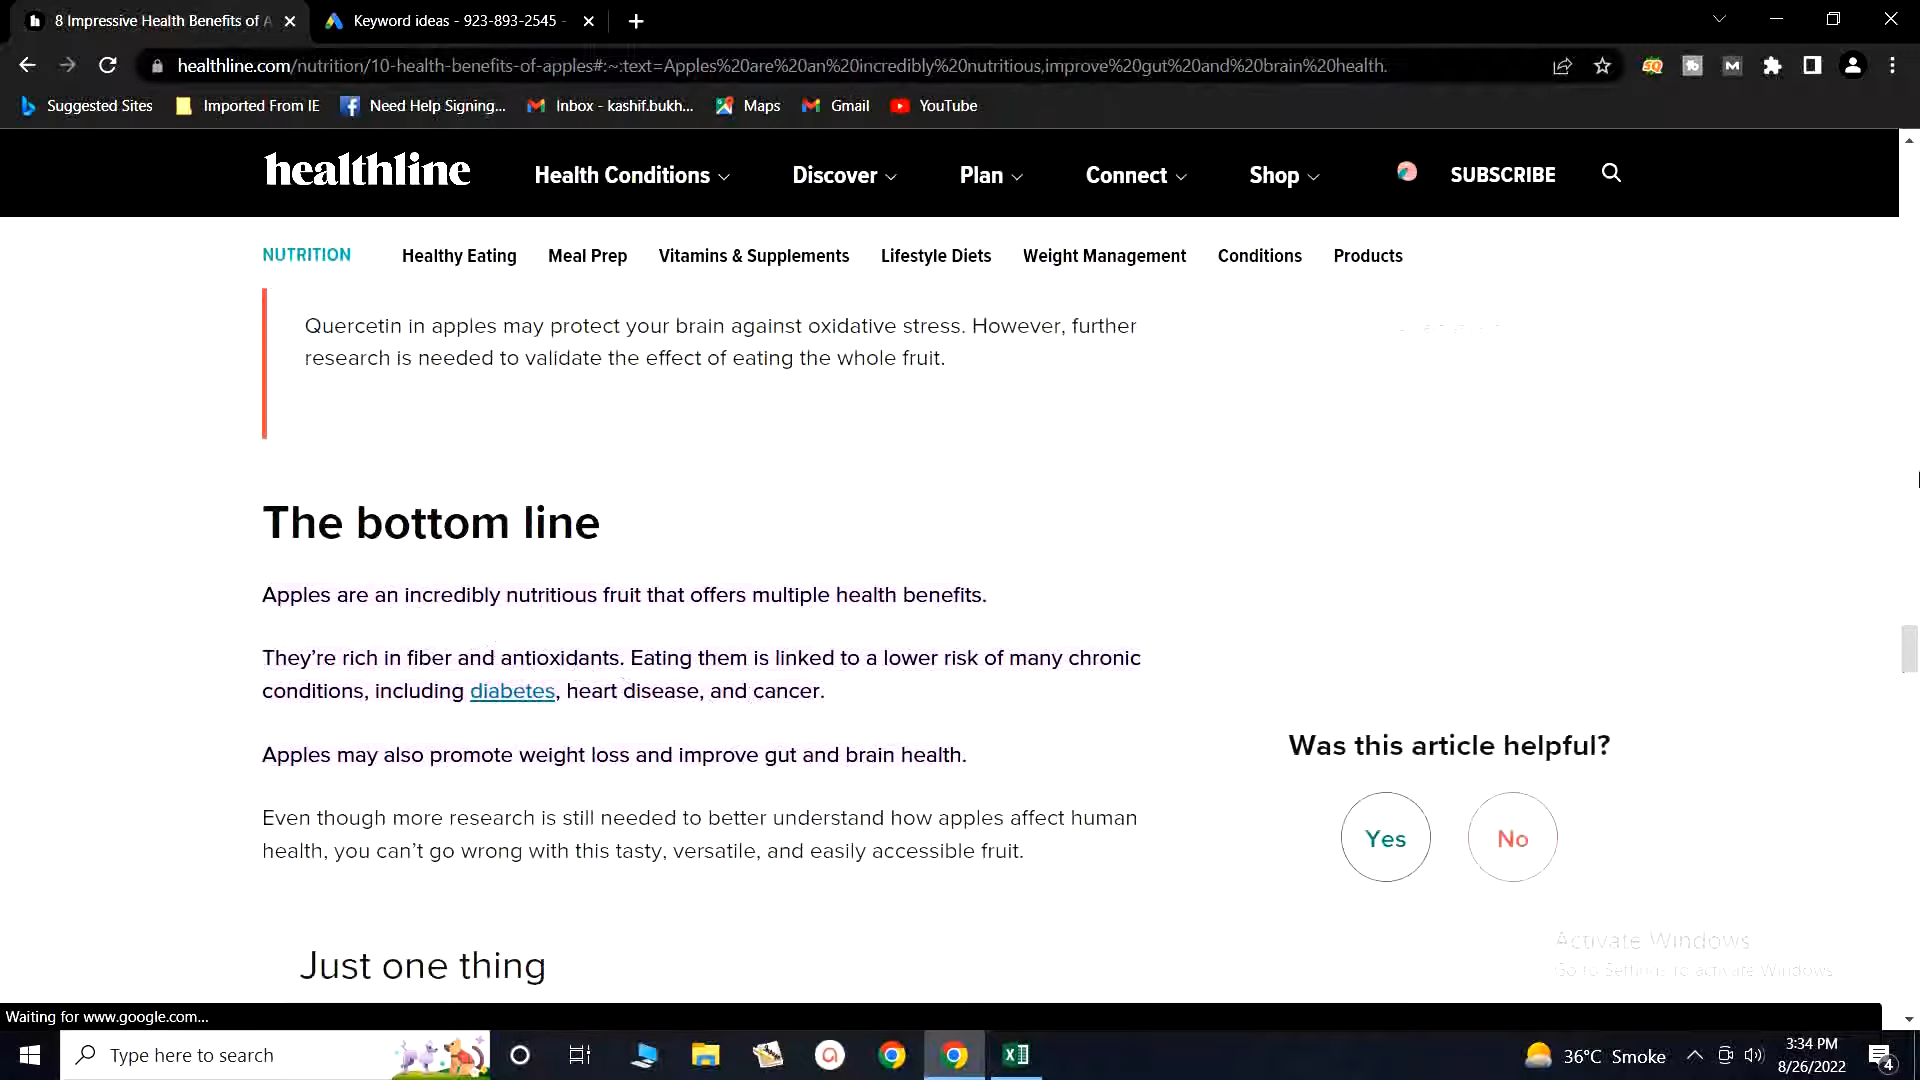 8 Impressive Health Benefits of A
Keyword ideas - 923-893-2545 -
healthline.com/nutrition/10-health-benefits-of-apples#:~:text=Apples%20are%20an%20incredibly%20nutritious,improve%20gut%20and%20brain%20health.
Suggested Sites Imported From IE Need Help Signing... Inbox - kashif.bukh... Maps Gmail YouTube
healthline Health Conditions Discover Plan Connect Shop SUBSCRIBE
NUTRITION Healthy Eating Meal Prep Vitamins & Supplements Lifestyle Diets Weight Management Conditions Products
Quercetin in apples may protect your brain against oxidative stress. However, further
research is needed to validate the effect of eating the whole fruit.
The bottom line
Apples are an incredibly nutritious fruit that offers multiple health benefits.
They’re rich in fiber and antioxidants. Eating them is linked to a lower risk of many chronic
conditions, including diabetes, heart disease, and cancer.
Apples may also promote weight loss and improve gut and brain health.
Even though more research is still needed to better understand how apples affect human
health, you can’t go wrong with this tasty, versatile, and easily accessible fruit.
Was this article helpful?
Yes No
Just one thing
Activate Windows
Go to Settings to activate Windows
Waiting for www.google.com...
Type here to search
36°C Smoke
3:34 PM
8/26/2022
4